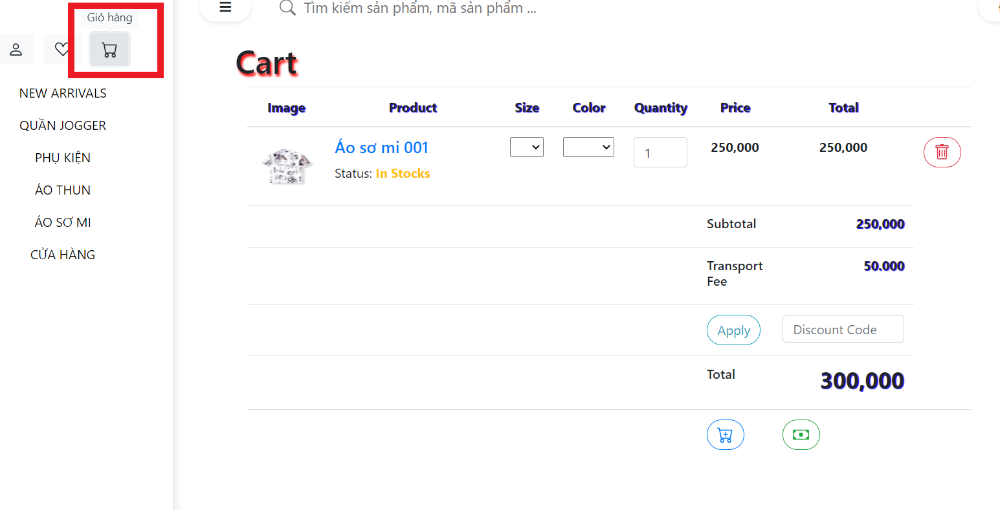 Giỏ hàng
Tìm kiếm sản phẩm, mã sản phẩm ...
NEW ARRIVALS
QUẦN JOGGER
PHỤ KIỆN
ÁO THUN
ÁO SƠ MI
CỬA HÀNG
Cart
Image Product Size Color Quantity Price Total
Áo sơ mi 001 1 250,000 250,000
Status: In Stocks
Subtotal 250,000
Transport 50.000
Fee
Apply Discount Code
Total 300,000